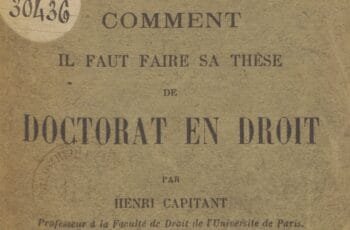 30436
COMMENT
IL FAUT FAIRE SA THÈSE
DE
DOCTORAT EN DROIT
PAR
HENRI CAPITANT
Professeur à la Faculté de Droit de l'Université de Paris.